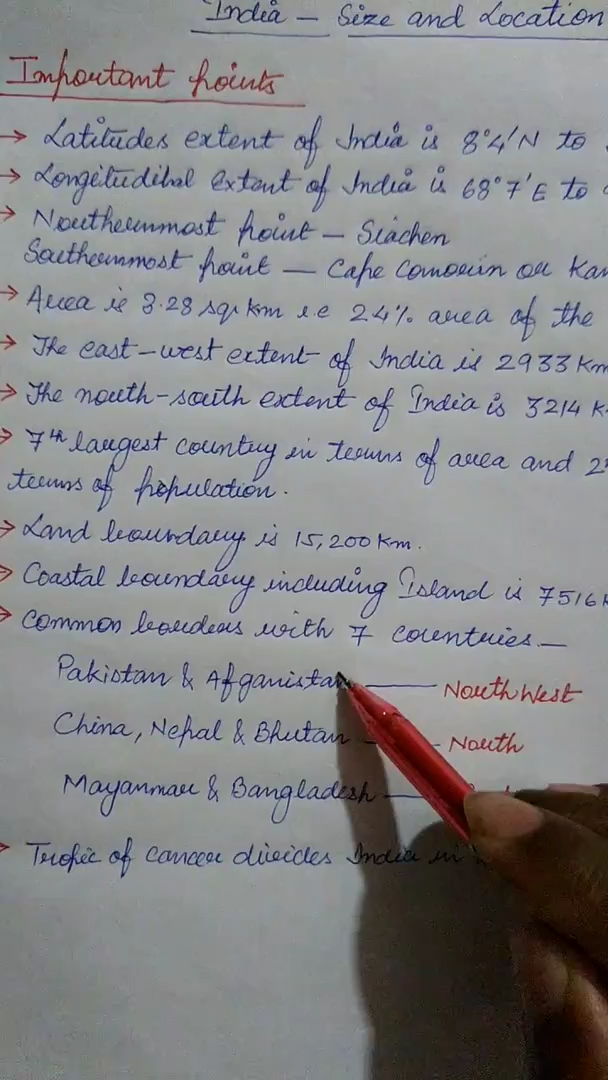 India – Size and Location
Important points
→ Latitudes extent of India is 8°4'N to
→ Longitudinal extent of India is 68°7'E to
→ Northernmost point – Siachen
Southernmost point — Cape Comorin or Kan
→ Area is 3.28 sqr km i.e 2.4% area of the
→ The east-west extent of India is 2933 Km
→ The north-south extent of India is 3214 K
→ 7th largest country in terms of area and 2
terms of population.
→ Land boundary is 15,200 Km.
→ Coastal boundary including Island is 7516 K
→ Common borders with 7 countries —
Pakistan & Afganistan —— North West
China, Nepal & Bhutan — North
Mayanmar & Bangladesh —
→ Tropic of cancer divides India in